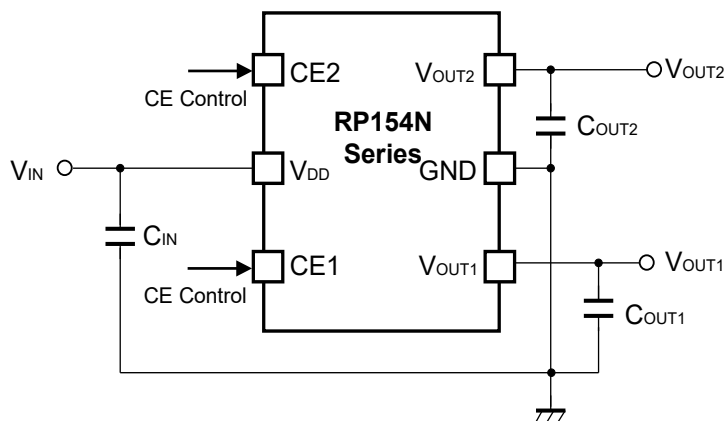 CE2
CE Control
VOUT2
VOUT2
COUT2
RP154N
Series
VIN
VDD
GND
CIN
CE1
CE Control
VOUT1
VOUT1
COUT1